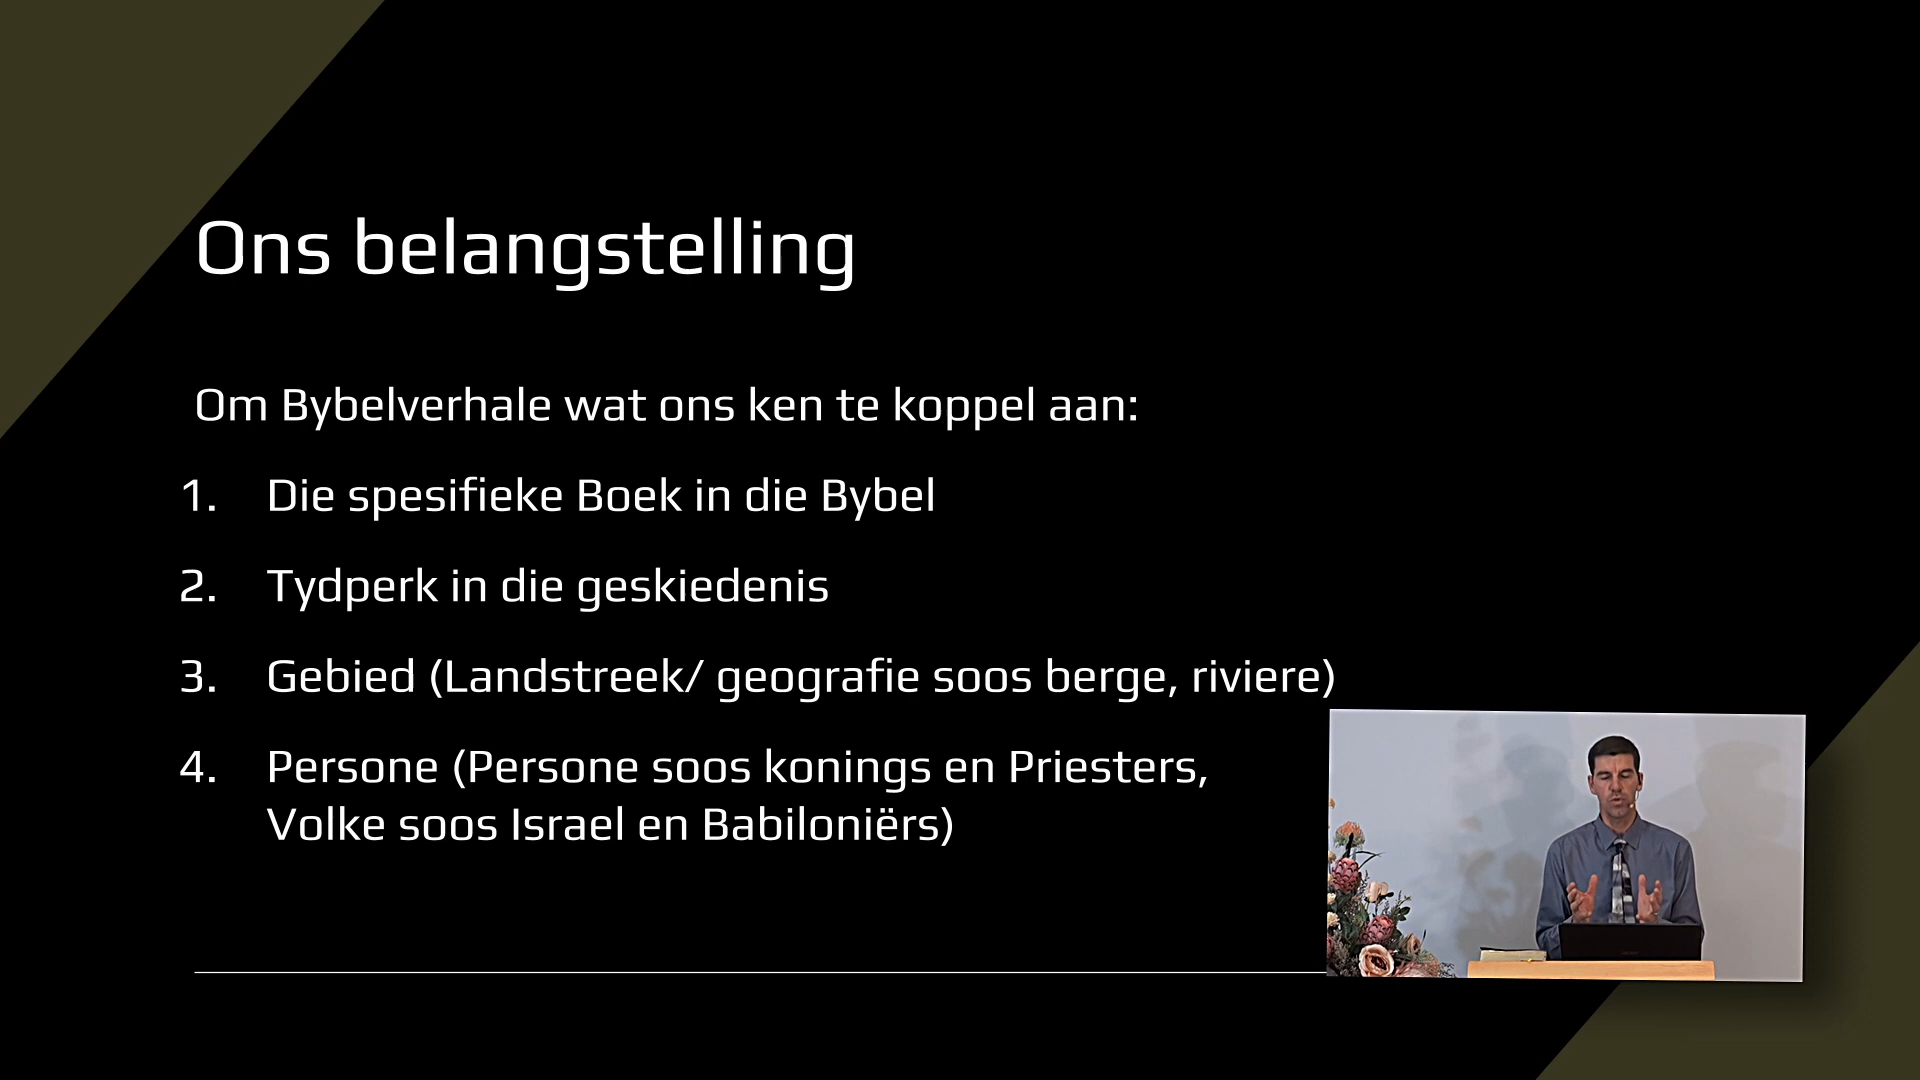 Ons belangstelling
Om Bybelverhale wat ons ken te koppel aan:
1. Die spesifieke Boek in die Bybel
2. Tydperk in die geskiedenis
3. Gebied (Landstreek/ geografie soos berge, riviere)
4. Persone (Persone soos konings en Priesters,
Volke soos Israel en Babiloniërs)